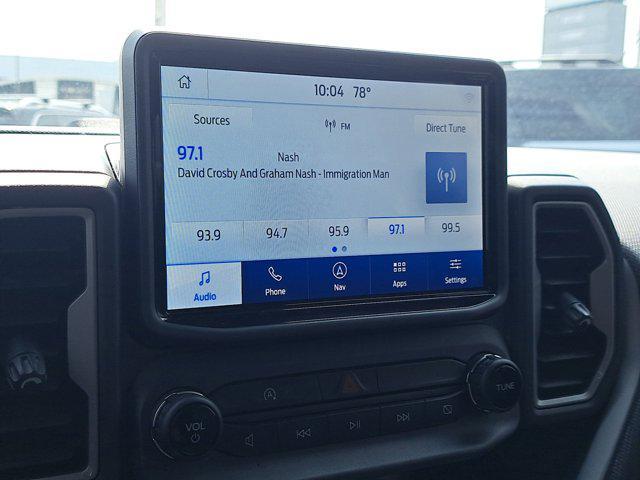 10:04 78°
Sources
FM
Direct Tune
97.1
Nash
David Crosby And Graham Nash - Immigration Man
93.9 94.7 95.9 97.1 99.5
Audio Phone Nav Apps Settings
VOL
TUNE